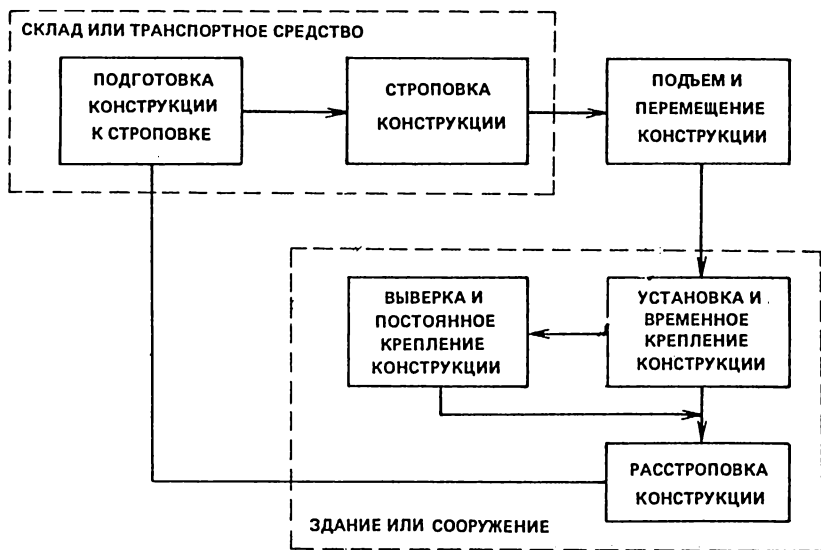 СКЛАД ИЛИ ТРАНСПОРТНОЕ СРЕДСТВО
ПОДГОТОВКА
КОНСТРУКЦИИ
К СТРОПОВКЕ
СТРОПОВКА
КОНСТРУКЦИИ
ПОДЪЕМ И
ПЕРЕМЕЩЕНИЕ
КОНСТРУКЦИИ
ВЫВЕРКА И
ПОСТОЯННОЕ
КРЕПЛЕНИЕ
КОНСТРУКЦИИ
УСТАНОВКА И
ВРЕМЕННОЕ
КРЕПЛЕНИЕ
КОНСТРУКЦИИ
РАССТРОПОВКА
КОНСТРУКЦИИ
ЗДАНИЕ ИЛИ СООРУЖЕНИЕ